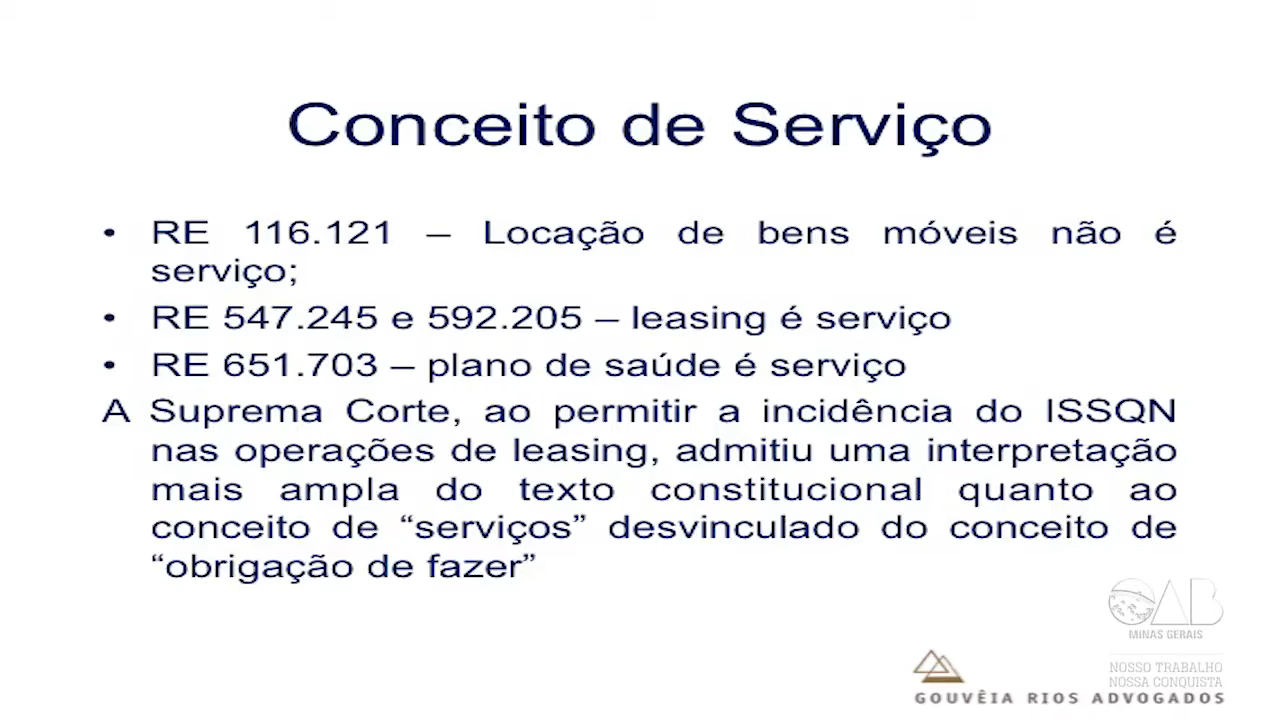 Conceito de Serviço
• RE 116.121 – Locação de bens móveis não é
serviço;
• RE 547.245 e 592.205 – leasing é serviço
• RE 651.703 – plano de saúde é serviço
A Suprema Corte, ao permitir a incidência do ISSQN
nas operações de leasing, admitiu uma interpretação
mais ampla do texto constitucional quanto ao
conceito de “serviços” desvinculado do conceito de
“obrigação de fazer”
OAB
MINAS GERAIS
NOSSO TRABALHO
NOSSA CONQUISTA
GOUVÊIA RIOS ADVOGADOS